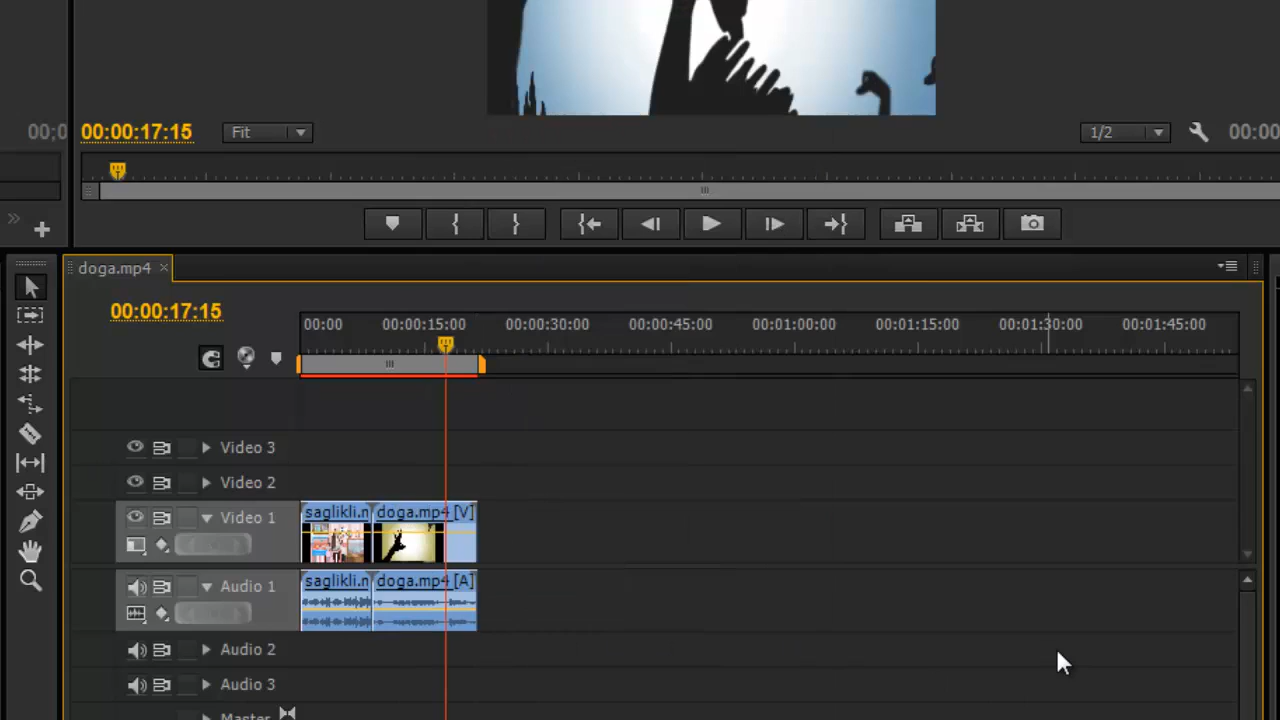 00;0
00:00:17:15
Fit
1/2
00:00
doga.mp4
00:00:17:15
00:00
00:00:15:00
00:00:30:00
00:00:45:00
00:01:00:00
00:01:15:00
00:01:30:00
00:01:45:00
Video 3
Video 2
Video 1
saglikli.n
doga.mp4 [V]
Audio 1
saglikli.n
doga.mp4 [A]
Audio 2
Audio 3
Master